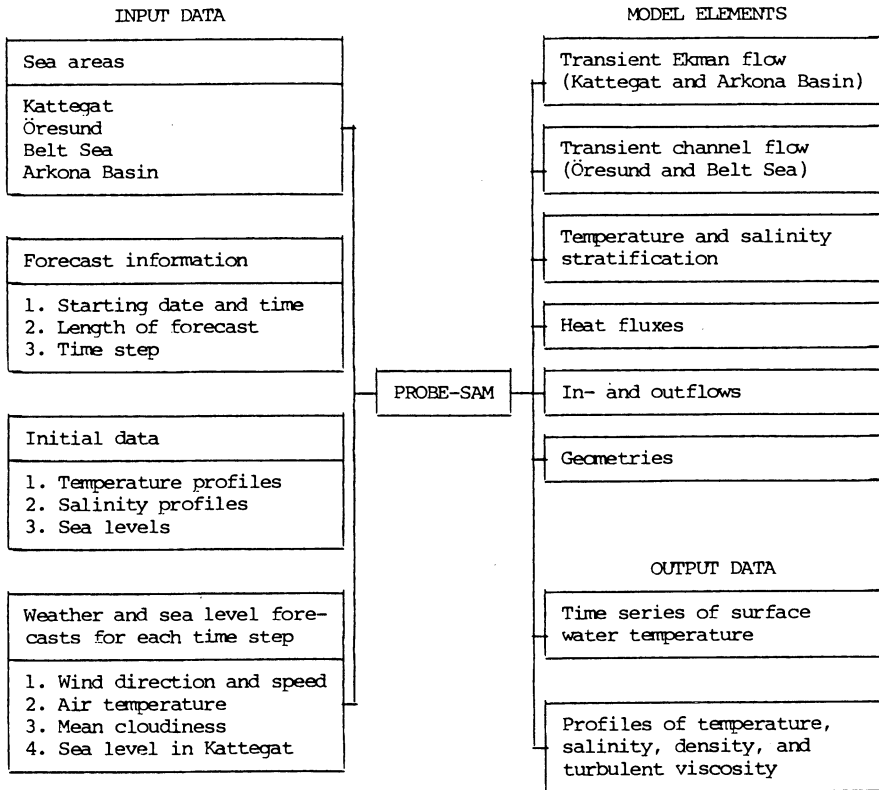 INPUT DATA
Sea areas
Kattegat
Öresund
Belt Sea
Arkona Basin
Forecast information
1. Starting date and time
2. Length of forecast
3. Time step
Initial data
1. Temperature profiles
2. Salinity profiles
3. Sea levels
Weather and sea level fore-
casts for each time step
1. Wind direction and speed
2. Air temperature
3. Mean cloudiness
4. Sea level in Kattegat
PROBE-SAM
MODEL ELEMENTS
Transient Ekman flow
(Kattegat and Arkona Basin)
Transient channel flow
(Öresund and Belt Sea)
Temperature and salinity
stratification
Heat fluxes
In- and outflows
Geometries
OUTPUT DATA
Time series of surface
water temperature
Profiles of temperature,
salinity, density, and
turbulent viscosity